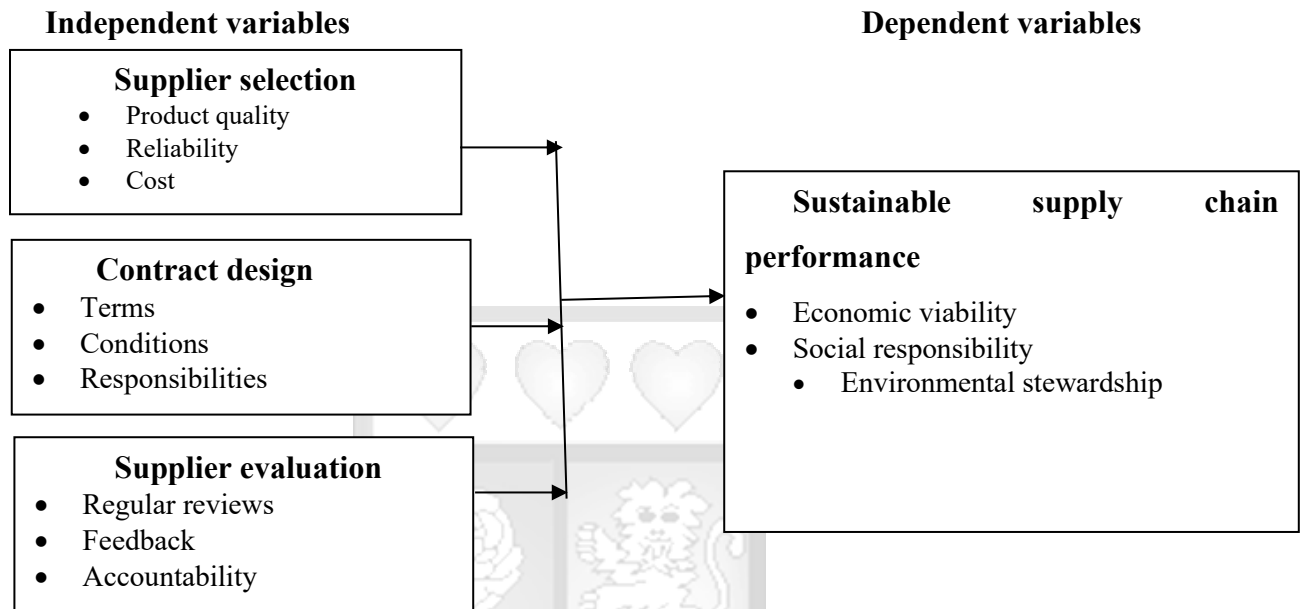 Independent variables
Dependent variables
Supplier selection
• Product quality
• Reliability
• Cost
Contract design
• Terms
• Conditions
• Responsibilities
Supplier evaluation
• Regular reviews
• Feedback
• Accountability
Sustainable supply chain
performance
• Economic viability
• Social responsibility
• Environmental stewardship